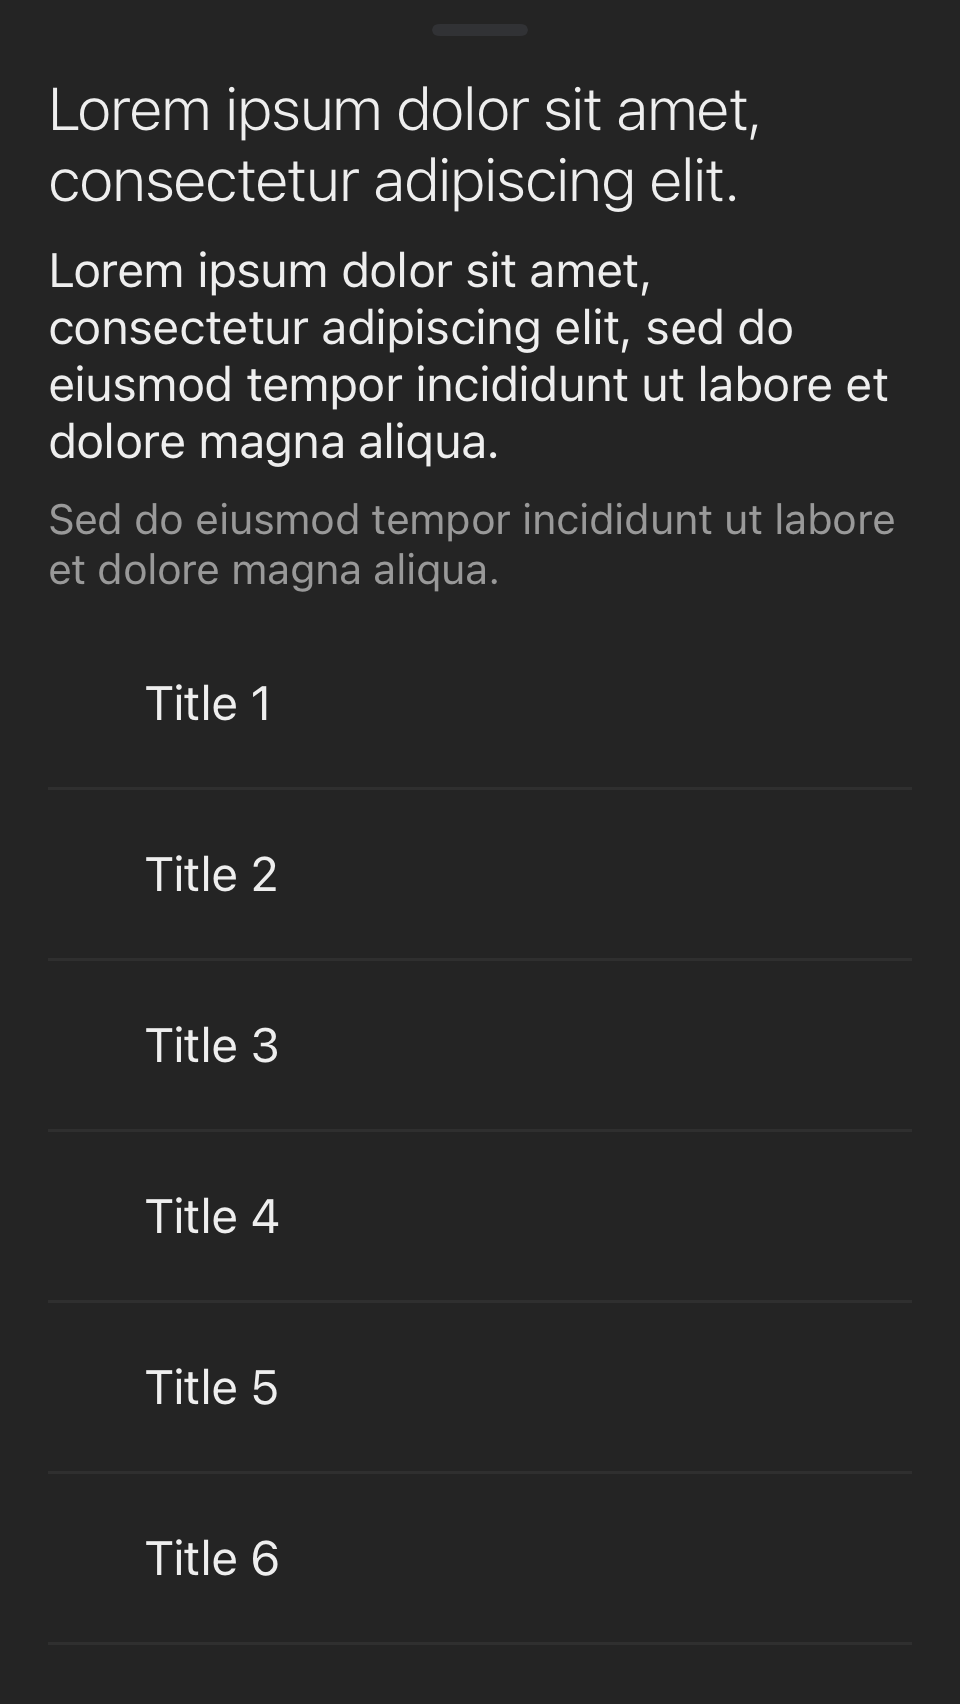 Lorem ipsum dolor sit amet,
consectetur adipiscing elit.
Lorem ipsum dolor sit amet,
consectetur adipiscing elit, sed do
eiusmod tempor incididunt ut labore et
dolore magna aliqua.
Sed do eiusmod tempor incididunt ut labore
et dolore magna aliqua.
Title 1
Title 2
Title 3
Title 4
Title 5
Title 6